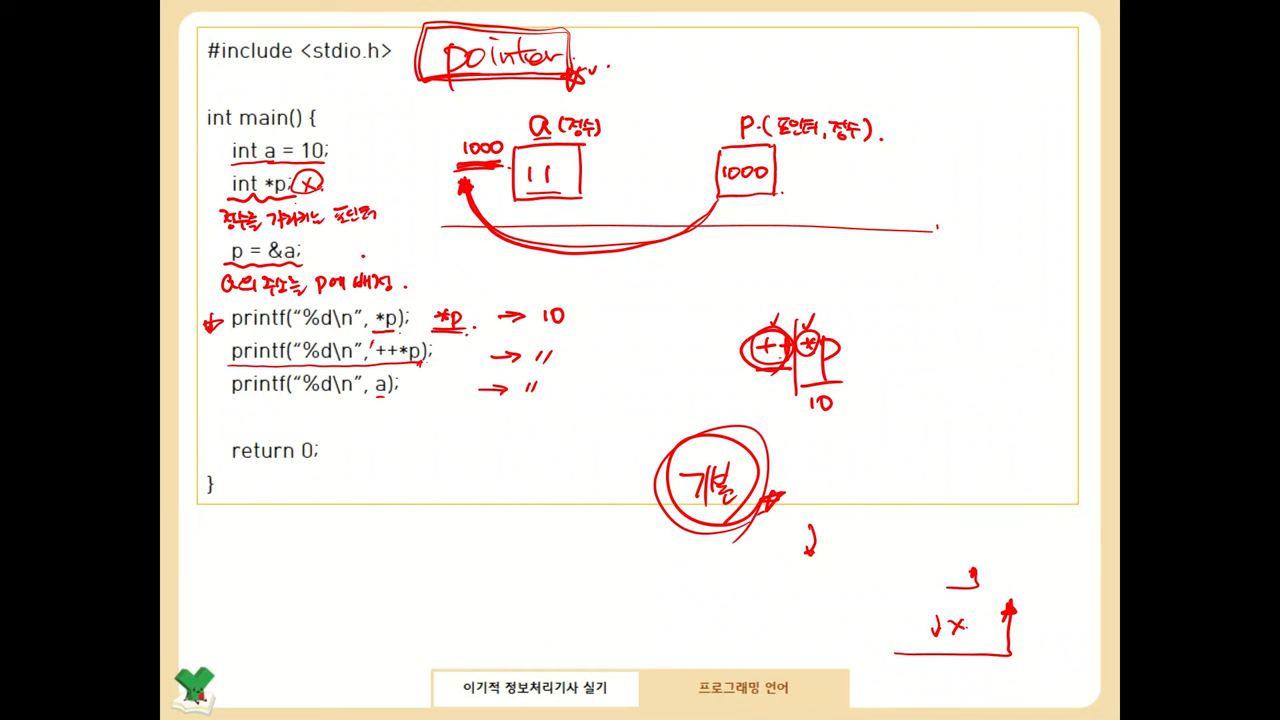 #include <stdio.h>
pointer
int main() {
a (정수)
p (포인터, 정수).
int a = 10;
1000
11
1000
int *p; x
정수를 가리키는 포인터
p = &a;
a의 주소를 p에 배정.
printf("%d\n", *p); *p → 10
printf("%d\n", ++*p); → 11
++*p
printf("%d\n", a); → 11
10
return 0;
기본
}
x
이기적 정보처리기사 실기
프로그래밍 언어